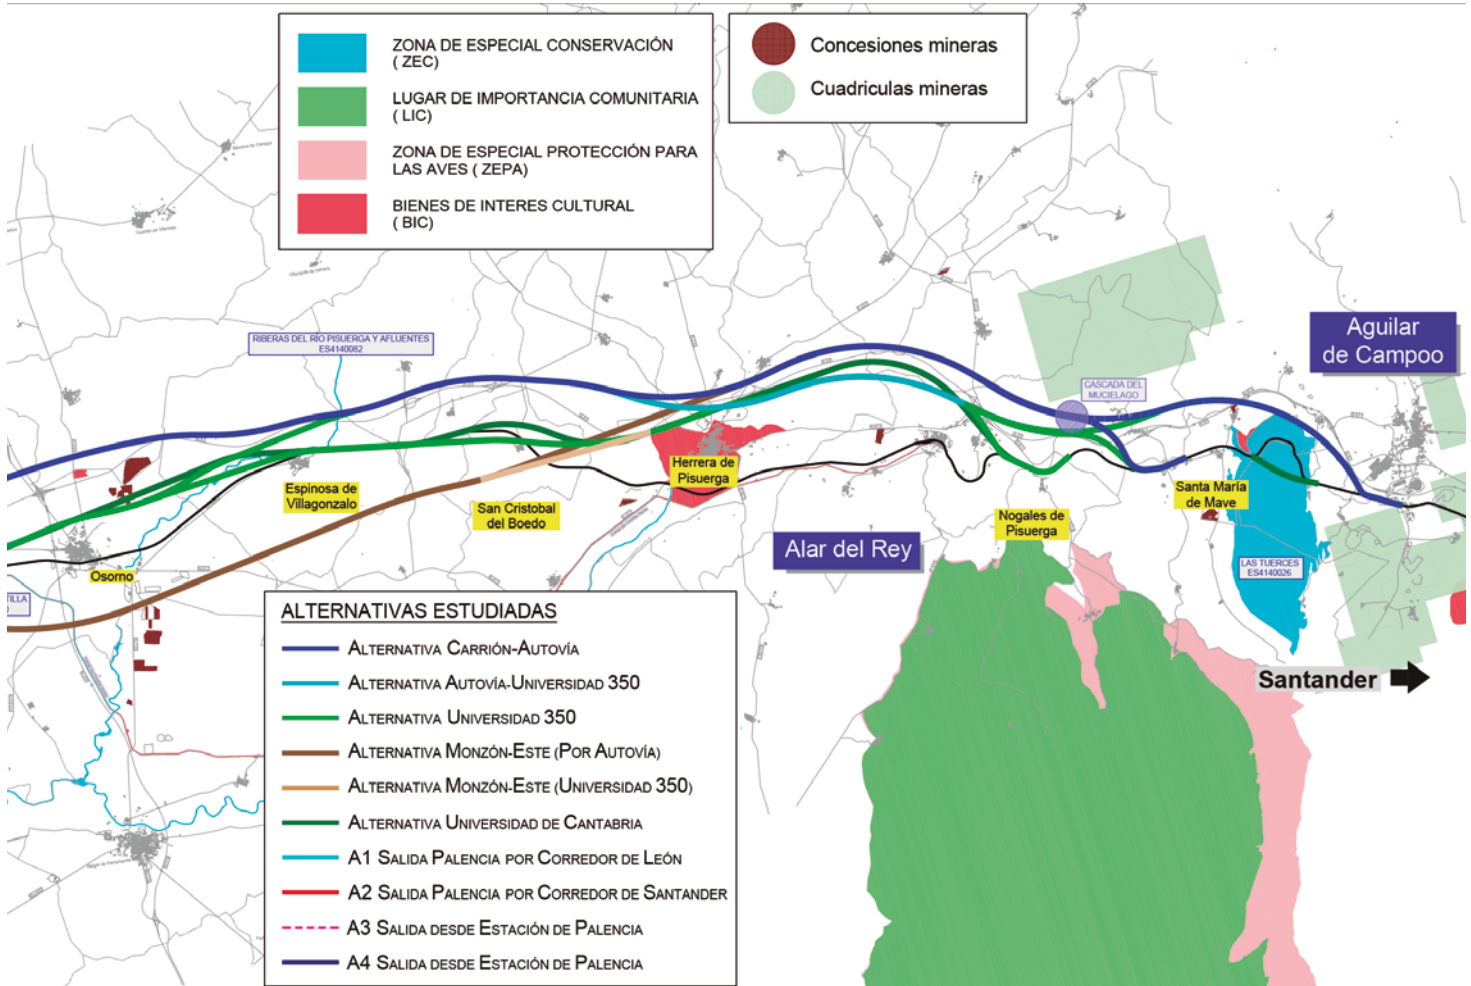 ZONA DE ESPECIAL CONSERVACIÓN
( ZEC)
LUGAR DE IMPORTANCIA COMUNITARIA
( LIC)
ZONA DE ESPECIAL PROTECCIÓN PARA
LAS AVES ( ZEPA)
BIENES DE INTERES CULTURAL
( BIC)
Concesiones mineras
Cuadriculas mineras
RIBERAS DEL RÍO PISUERGA Y AFLUENTES
ES4140082
Aguilar
de Campoo
CASCADA DEL
MUCIELAGO
Espinosa de
Villagonzalo
San Cristobal
del Boedo
Herrera de
Pisuerga
Santa María
de Mave
Nogales de
Pisuerga
Alar del Rey
Osorno
LAS TUERCES
ES4140026
TILLA
Santander
ALTERNATIVAS ESTUDIADAS
ALTERNATIVA CARRIÓN-AUTOVÍA
ALTERNATIVA AUTOVÍA-UNIVERSIDAD 350
ALTERNATIVA UNIVERSIDAD 350
ALTERNATIVA MONZÓN-ESTE (POR AUTOVÍA)
ALTERNATIVA MONZÓN-ESTE (UNIVERSIDAD 350)
ALTERNATIVA UNIVERSIDAD DE CANTABRIA
A1 SALIDA PALENCIA POR CORREDOR DE LEÓN
A2 SALIDA PALENCIA POR CORREDOR DE SANTANDER
A3 SALIDA DESDE ESTACIÓN DE PALENCIA
A4 SALIDA DESDE ESTACIÓN DE PALENCIA